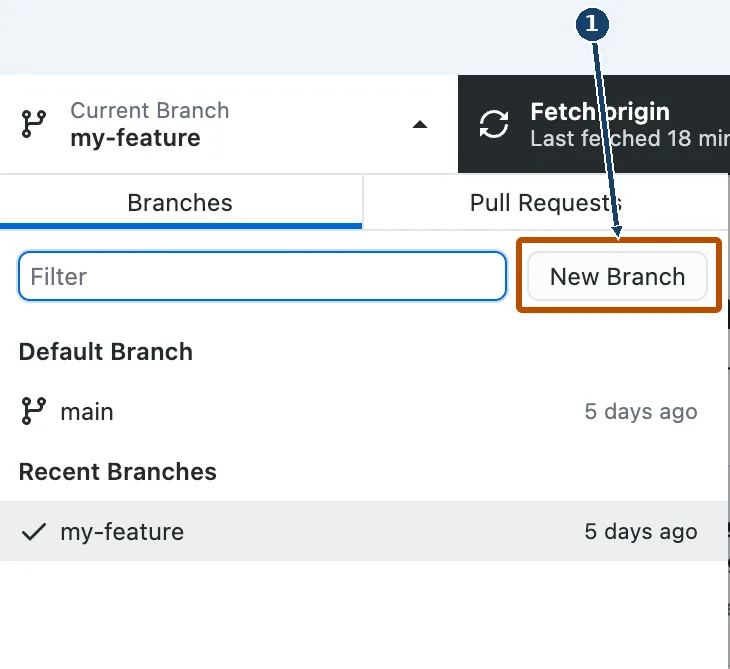 1
Current Branch
my-feature
Fetch origin
Last fetched 18
Branches
Pull Requests
Filter
New Branch
Default Branch
main
5 days ago
Recent Branches
my-feature
5 days ago